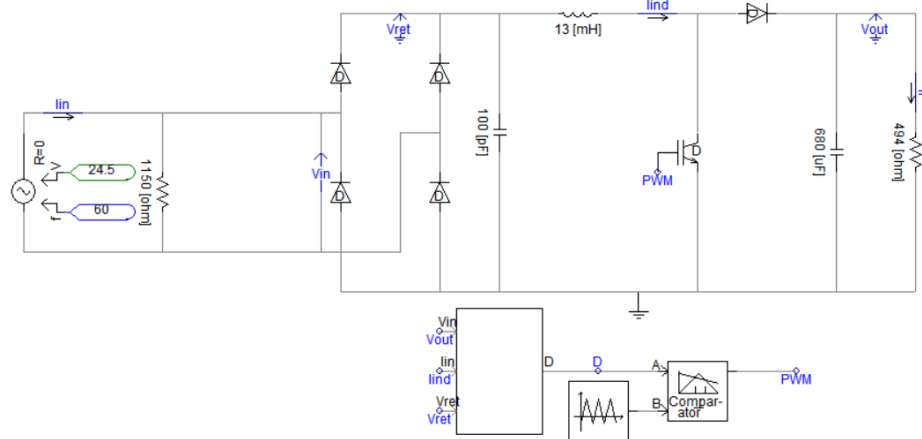 Iind
Vret
Vout
D
13 [mH]
D
D
100 [pF]
680 [uF]
494 [ohm]
Iin
R=0
V
24.5
1150 [ohm]
Vin
D
PWM
f
60
D
D
Vin
Vout
Iin
Iind
D
D
A
Compar-
ator
B
PWM
Vret
Vret